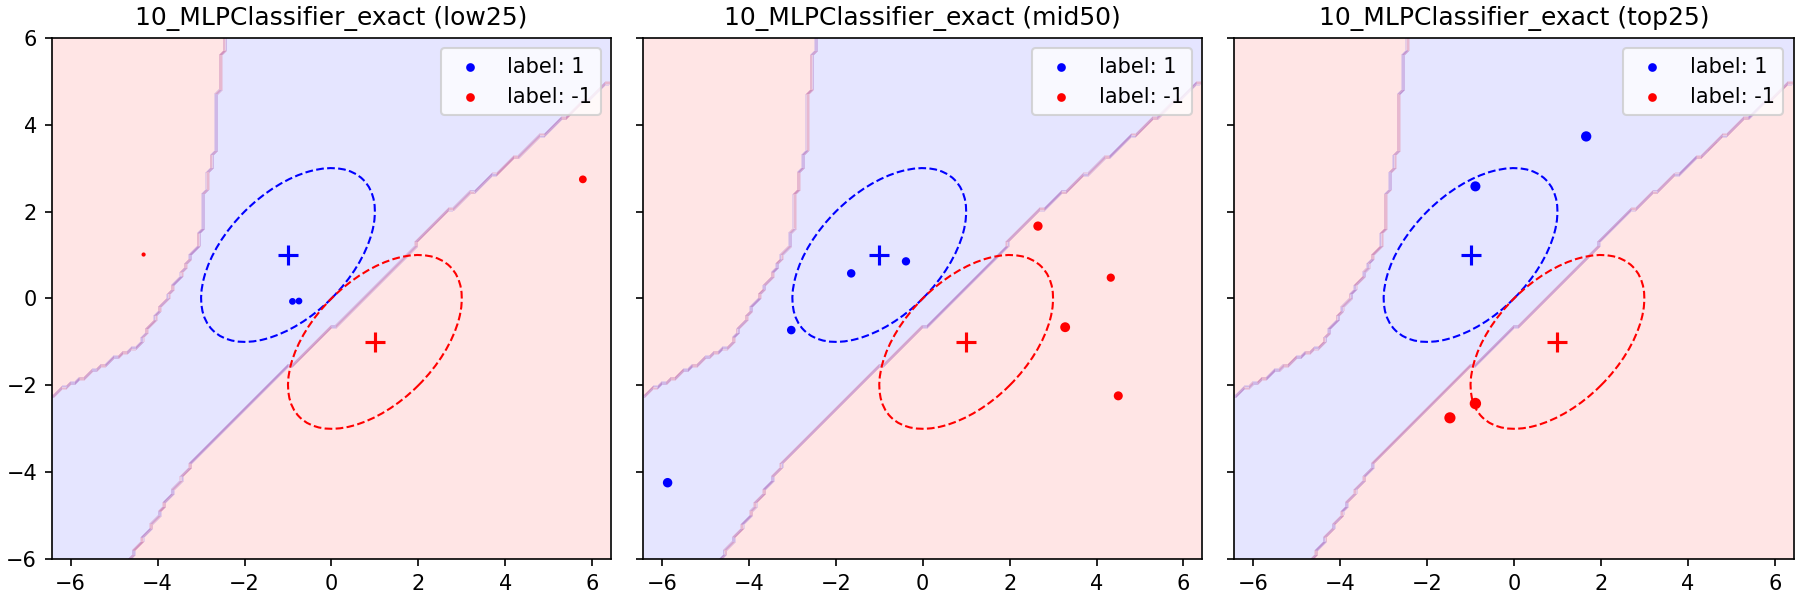 10_MLPClassifier_exact (low25)
10_MLPClassifier_exact (mid50)
10_MLPClassifier_exact (top25)
label: 1
label: -1
label: 1
label: -1
label: 1
label: -1
6
4
2
0
−2
−4
−6
−6 −4 −2 0 2 4 6
−6 −4 −2 0 2 4 6
−6 −4 −2 0 2 4 6